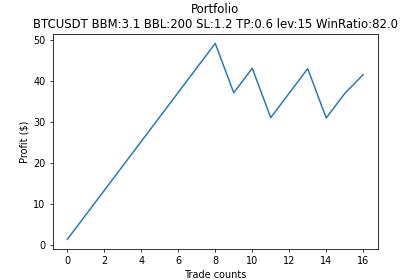 Portfolio
BTCUSDT BBM:3.1 BBL:200 SL:1.2 TP:0.6 lev:15 WinRatio:82.0
50
40
30
20
10
0
Profit ($)
0 2 4 6 8 10 12 14 16
Trade counts